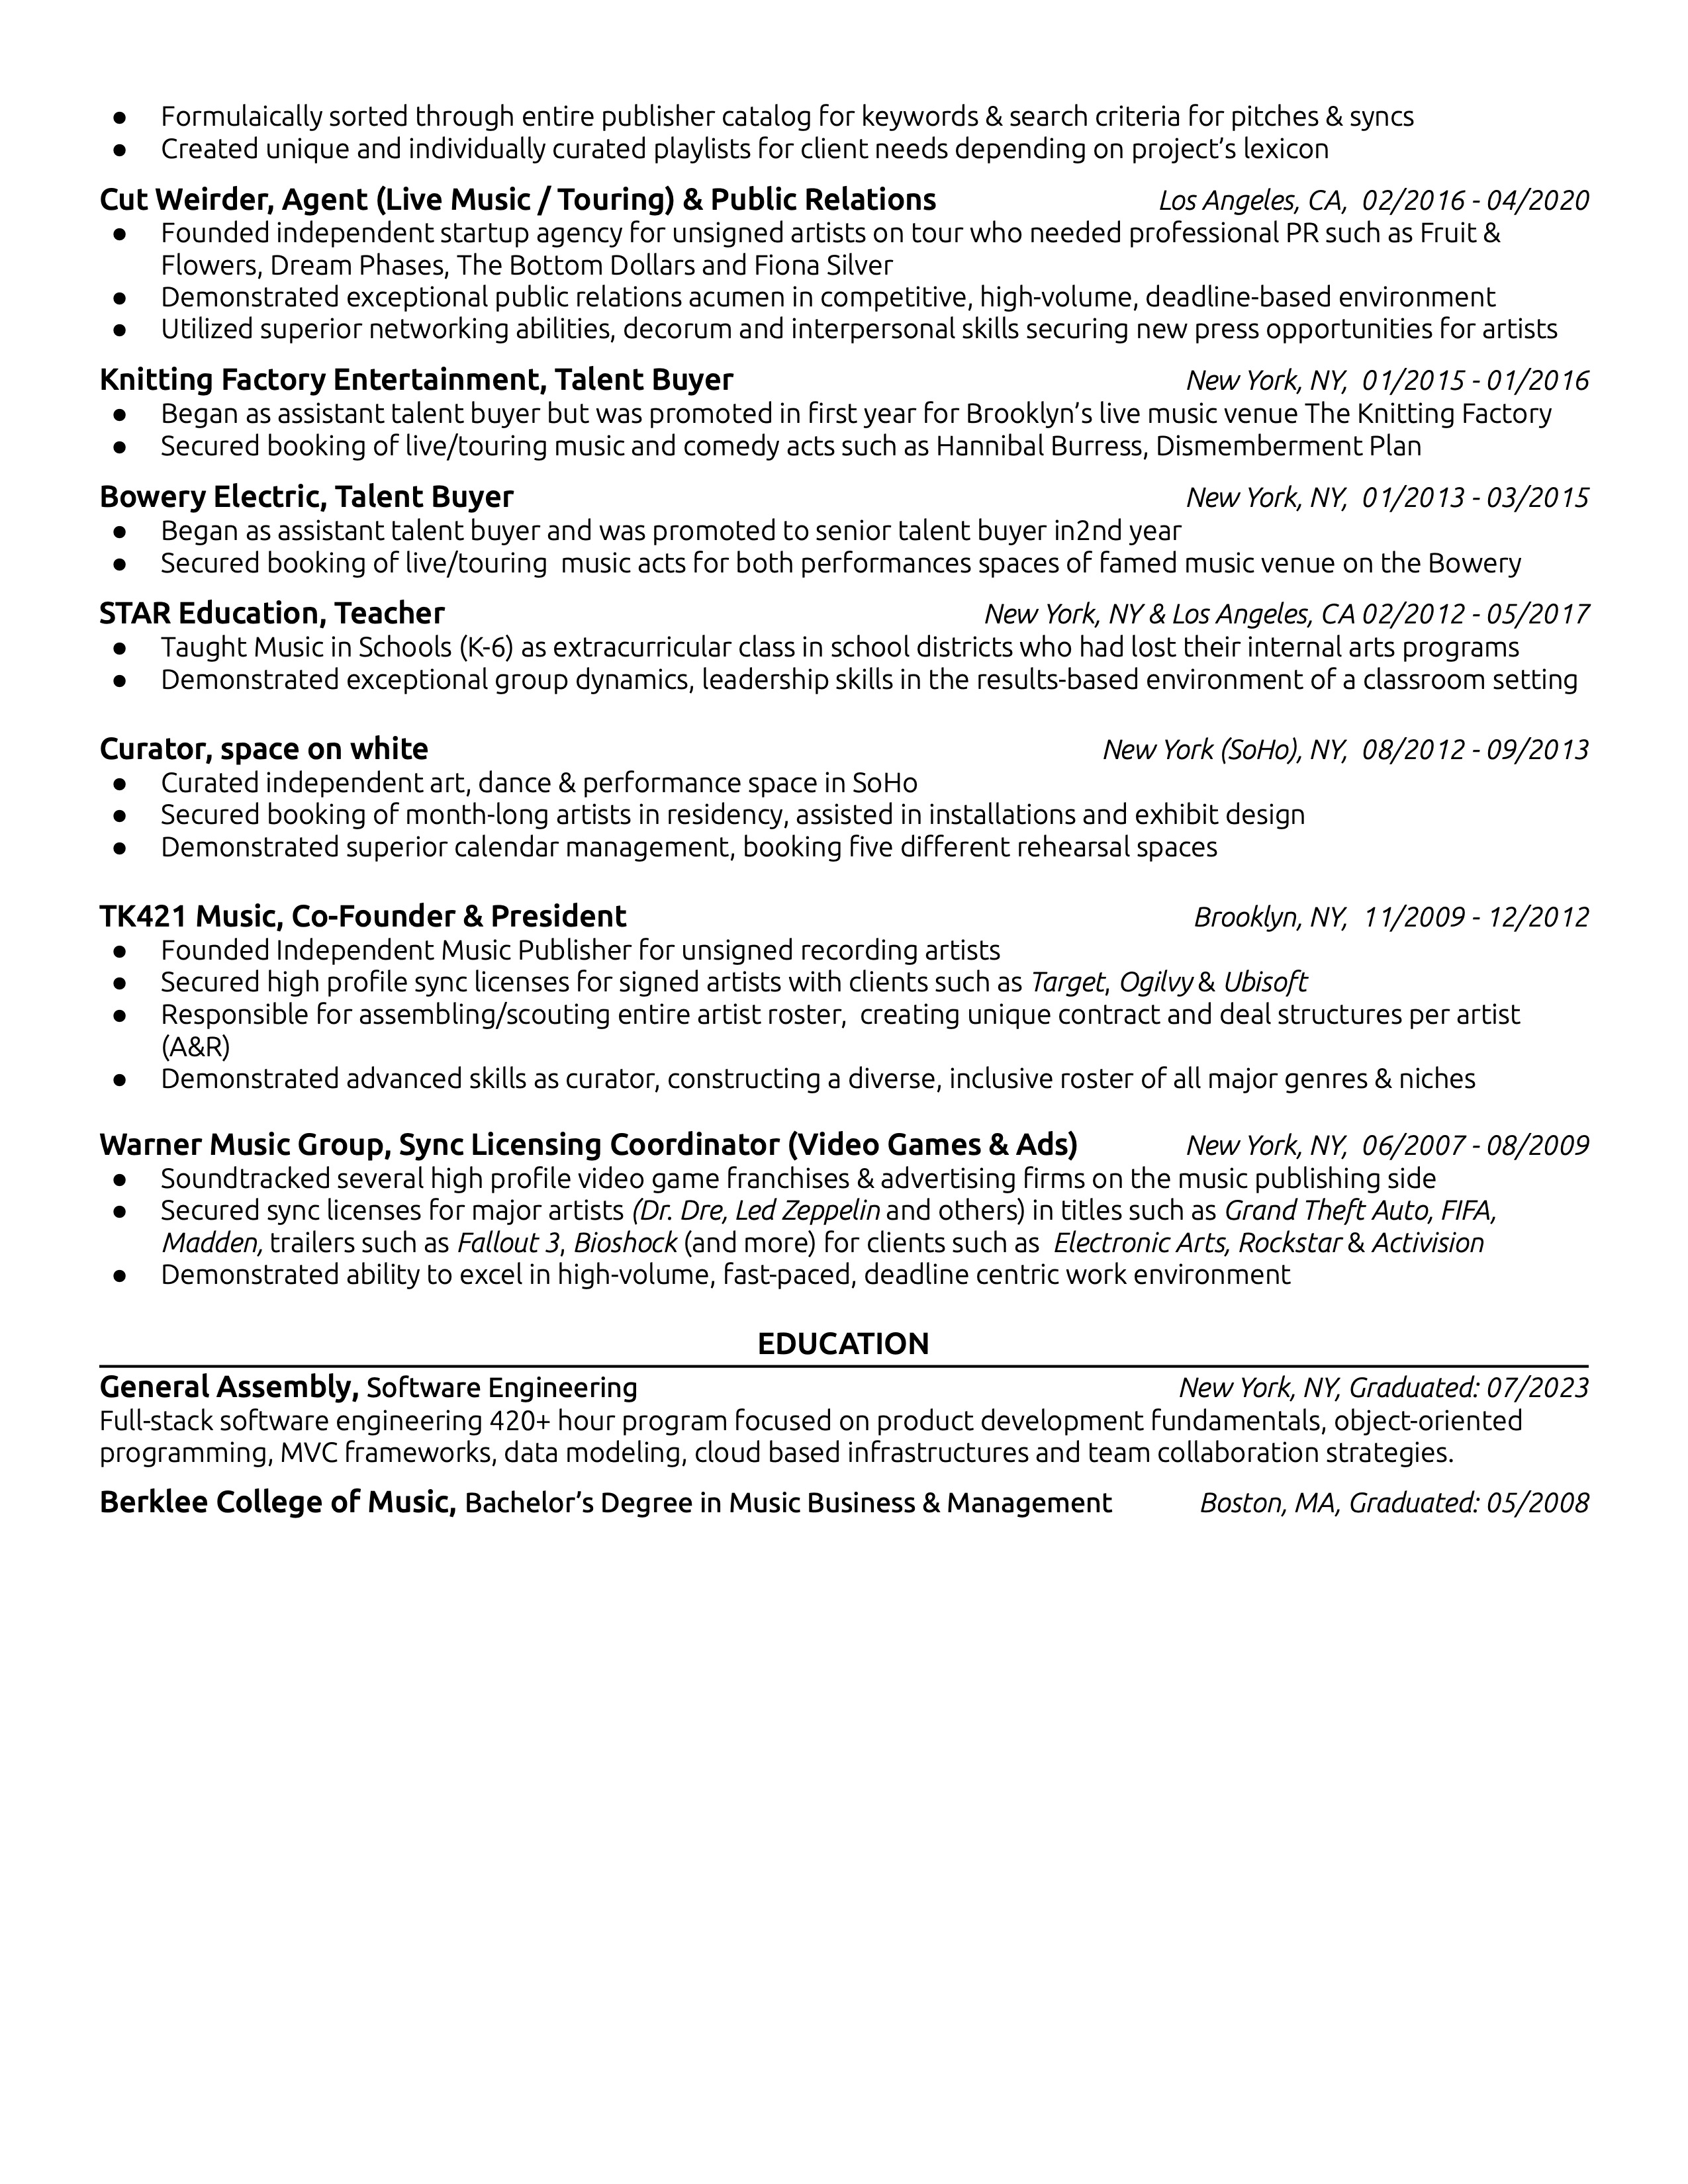 ● Formulaically sorted through entire publisher catalog for keywords & search criteria for pitches & syncs
● Created unique and individually curated playlists for client needs depending on project’s lexicon
Cut Weirder, Agent (Live Music / Touring) & Public Relations Los Angeles, CA, 02/2016 - 04/2020
● Founded independent startup agency for unsigned artists on tour who needed professional PR such as Fruit &
Flowers, Dream Phases, The Bottom Dollars and Fiona Silver
● Demonstrated exceptional public relations acumen in competitive, high-volume, deadline-based environment
● Utilized superior networking abilities, decorum and interpersonal skills securing new press opportunities for artists
Knitting Factory Entertainment, Talent Buyer New York, NY, 01/2015 - 01/2016
● Began as assistant talent buyer but was promoted in first year for Brooklyn’s live music venue The Knitting Factory
● Secured booking of live/touring music and comedy acts such as Hannibal Burress, Dismemberment Plan
Bowery Electric, Talent Buyer New York, NY, 01/2013 - 03/2015
● Began as assistant talent buyer and was promoted to senior talent buyer in2nd year
● Secured booking of live/touring  music acts for both performances spaces of famed music venue on the Bowery
STAR Education, Teacher New York, NY & Los Angeles, CA 02/2012 - 05/2017
● Taught Music in Schools (K-6) as extracurricular class in school districts who had lost their internal arts programs
● Demonstrated exceptional group dynamics, leadership skills in the results-based environment of a classroom setting
Curator, space on white New York (SoHo), NY, 08/2012 - 09/2013
● Curated independent art, dance & performance space in SoHo
● Secured booking of month-long artists in residency, assisted in installations and exhibit design
● Demonstrated superior calendar management, booking five different rehearsal spaces
TK421 Music, Co-Founder & President Brooklyn, NY, 11/2009 - 12/2012
● Founded Independent Music Publisher for unsigned recording artists
● Secured high profile sync licenses for signed artists with clients such as Target, Ogilvy & Ubisoft
● Responsible for assembling/scouting entire artist roster,  creating unique contract and deal structures per artist
(A&R)
● Demonstrated advanced skills as curator, constructing a diverse, inclusive roster of all major genres & niches
Warner Music Group, Sync Licensing Coordinator (Video Games & Ads) New York, NY, 06/2007 - 08/2009
● Soundtracked several high profile video game franchises & advertising firms on the music publishing side
● Secured sync licenses for major artists (Dr. Dre, Led Zeppelin and others) in titles such as Grand Theft Auto, FIFA,
Madden, trailers such as Fallout 3, Bioshock (and more) for clients such as  Electronic Arts, Rockstar & Activision
● Demonstrated ability to excel in high-volume, fast-paced, deadline centric work environment
EDUCATION
General Assembly, Software Engineering New York, NY, Graduated: 07/2023
Full-stack software engineering 420+ hour program focused on product development fundamentals, object-oriented
programming, MVC frameworks, data modeling, cloud based infrastructures and team collaboration strategies.
Berklee College of Music, Bachelor’s Degree in Music Business & Management Boston, MA, Graduated: 05/2008